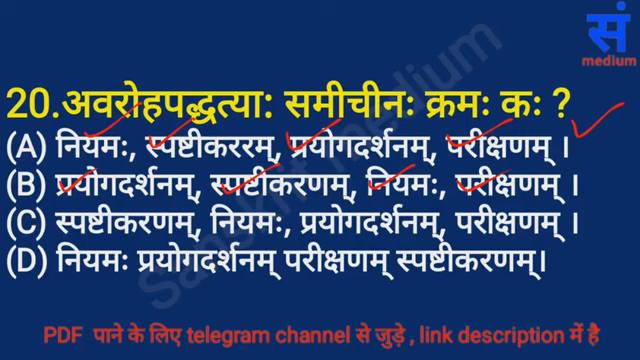 सं
medium
20.अवरोहपद्धत्या: समीचीनः क्रमः कः ?
(A) नियमः, स्पष्टीकररम्, प्रयोगदर्शनम्, परीक्षणम् ।
(B) प्रयोगदर्शनम्, स्पष्टीकरणम्, नियमः, परीक्षणम् ।
(C) स्पष्टीकरणम्, नियमः, प्रयोगदर्शनम्, परीक्षणम् ।
(D) नियमः प्रयोगदर्शनम् परीक्षणम् स्पष्टीकरणम्।
Sanskrit medium
PDF पाने के लिए telegram channel से जुड़े , link description में है